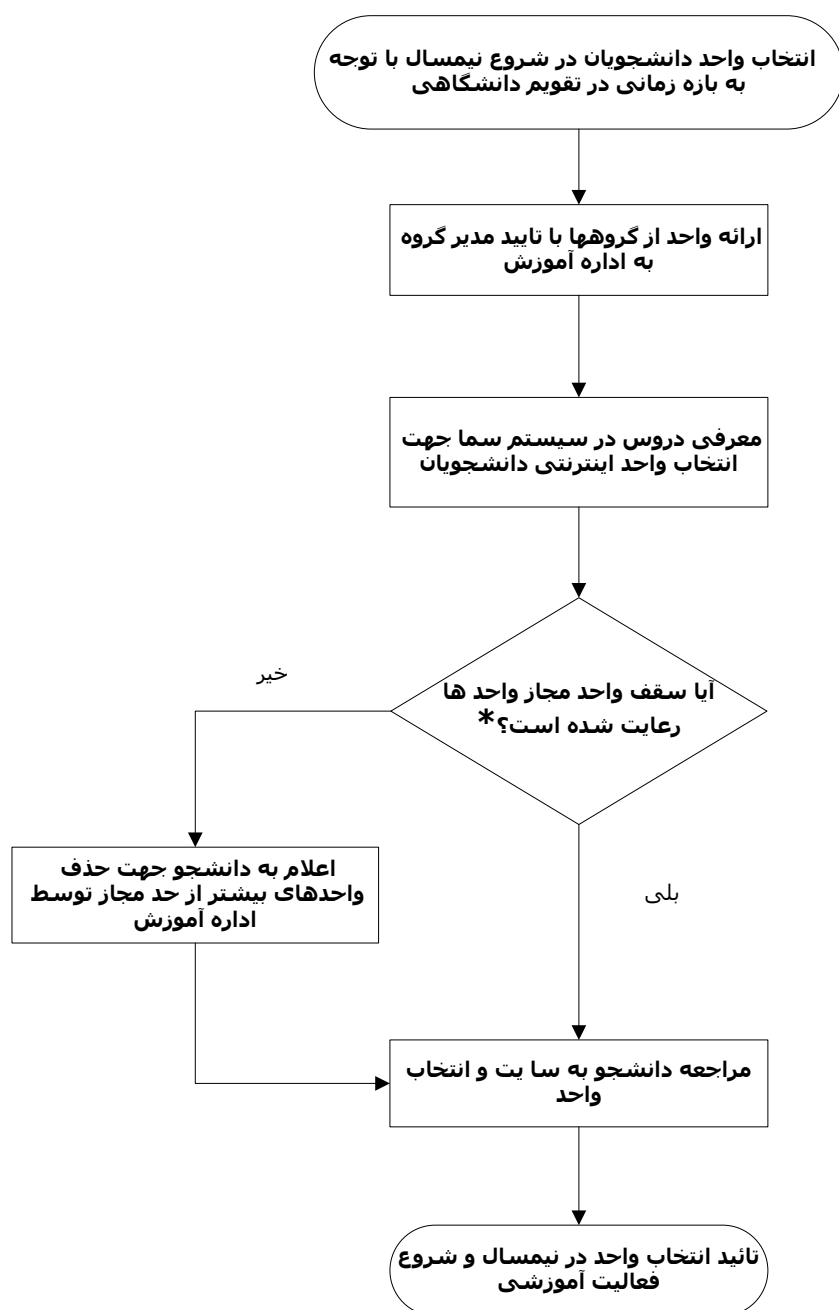 انتخاب واحد دانشجویان در شروع نیمسال با توجه
به بازه زمانی در تقویم دانشگاهی
ارائه واحد از گروهها با تایید مدیر گروه
به اداره آموزش
معرفی دروس در سیستم سما جهت
انتخاب واحد اینترنتی دانشجویان
آیا سقف واحد مجاز واحد ها
رعایت شده است؟*
خیر
اعلام به دانشجو جهت حذف
واحدهای بیشتر از حد مجاز توسط
اداره آموزش
بلی
مراجعه دانشجو به سا یت و انتخاب
واحد
تائید انتخاب واحد در نیمسال و شروع
فعالیت آموزشی